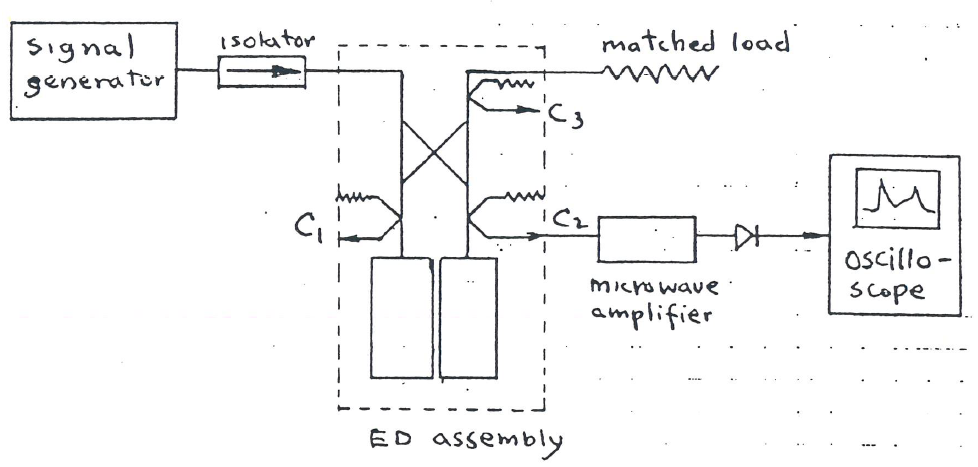 signal
generator
isolator
matched load
C3
C1
C2
microwave
amplifier
oscillo-
scope
ED assembly